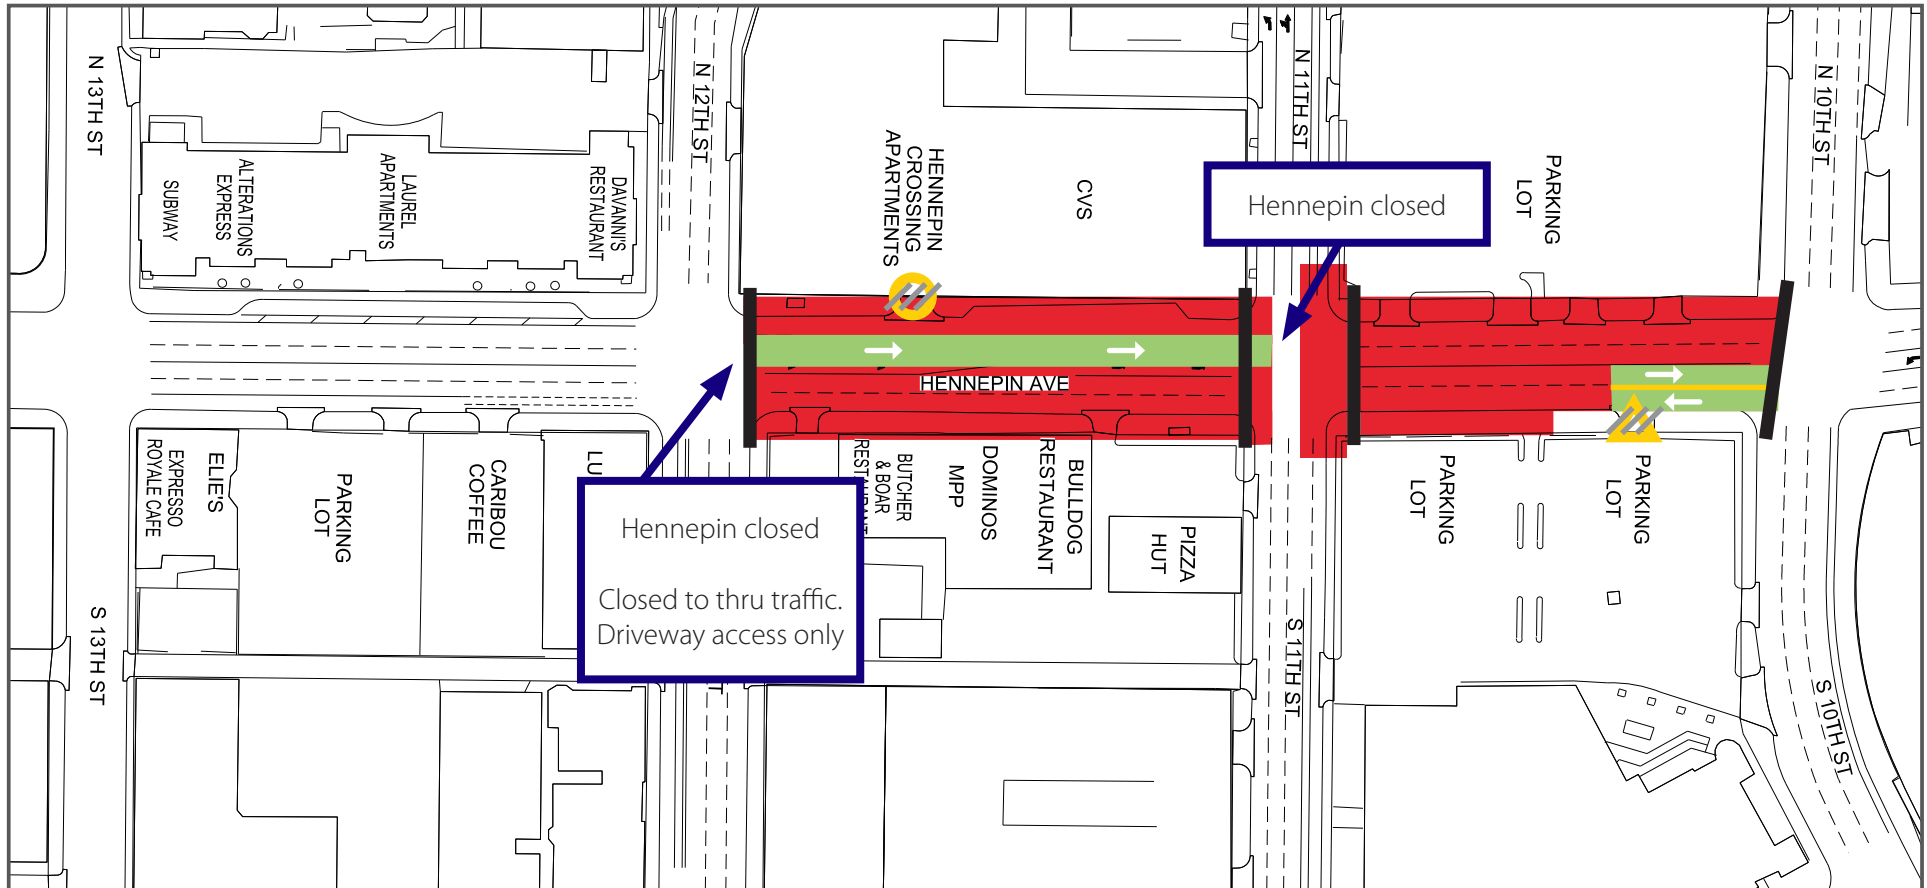 N 13TH ST
N 12TH ST
N 11TH ST
N 10TH ST
SUBWAY
ALTERATIONS
EXPRESS
LAUREL
APARTMENTS
DAVANNI'S
RESTAURANT
HENNEPIN
CROSSING
APARTMENTS
CVS
Hennepin closed
PARKING
LOT
HENNEPIN AVE
EXPRESSO
ROYALE CAFE
ELIE'S
PARKING
LOT
CARIBOU
COFFEE
LU
Hennepin closed
Closed to thru traffic.
Driveway access only
BUTCHER
& BOAR
RESTAURANT
MPP
DOMINOS
BULLDOG
RESTAURANT
PIZZA
HUT
PARKING
LOT
PARKING
LOT
S 13TH ST
T
S 11TH ST
S 10TH ST